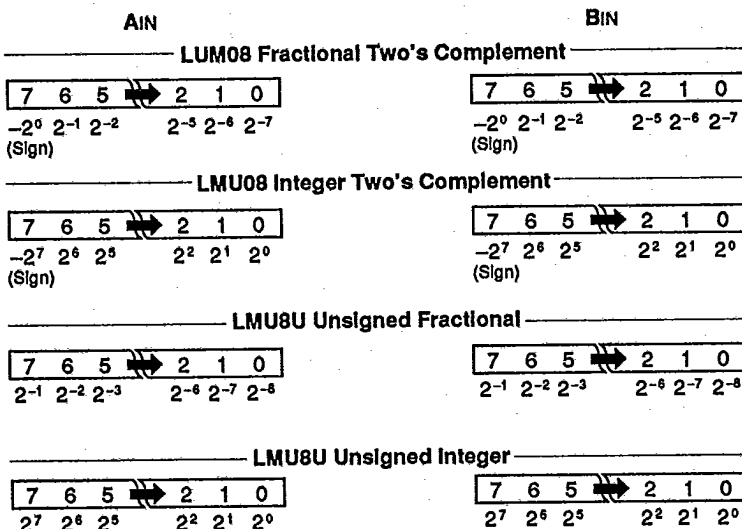 AIN BIN
LUM08 Fractional Two's Complement
7 6 5 2 1 0 7 6 5 2 1 0
–2⁰ 2⁻¹ 2⁻² 2⁻⁵ 2⁻⁶ 2⁻⁷ –2⁰ 2⁻¹ 2⁻² 2⁻⁵ 2⁻⁶ 2⁻⁷
(Sign) (Sign)
LMU08 Integer Two's Complement
7 6 5 2 1 0 7 6 5 2 1 0
–2⁷ 2⁶ 2⁵ 2² 2¹ 2⁰ –2⁷ 2⁶ 2⁵ 2² 2¹ 2⁰
(Sign) (Sign)
LMU8U Unsigned Fractional
7 6 5 2 1 0 7 6 5 2 1 0
2⁻¹ 2⁻² 2⁻³ 2⁻⁶ 2⁻⁷ 2⁻⁸ 2⁻¹ 2⁻² 2⁻³ 2⁻⁶ 2⁻⁷ 2⁻⁸
LMU8U Unsigned Integer
7 6 5 2 1 0 7 6 5 2 1 0
2⁷ 2⁶ 2⁵ 2² 2¹ 2⁰ 2⁷ 2⁶ 2⁵ 2² 2¹ 2⁰